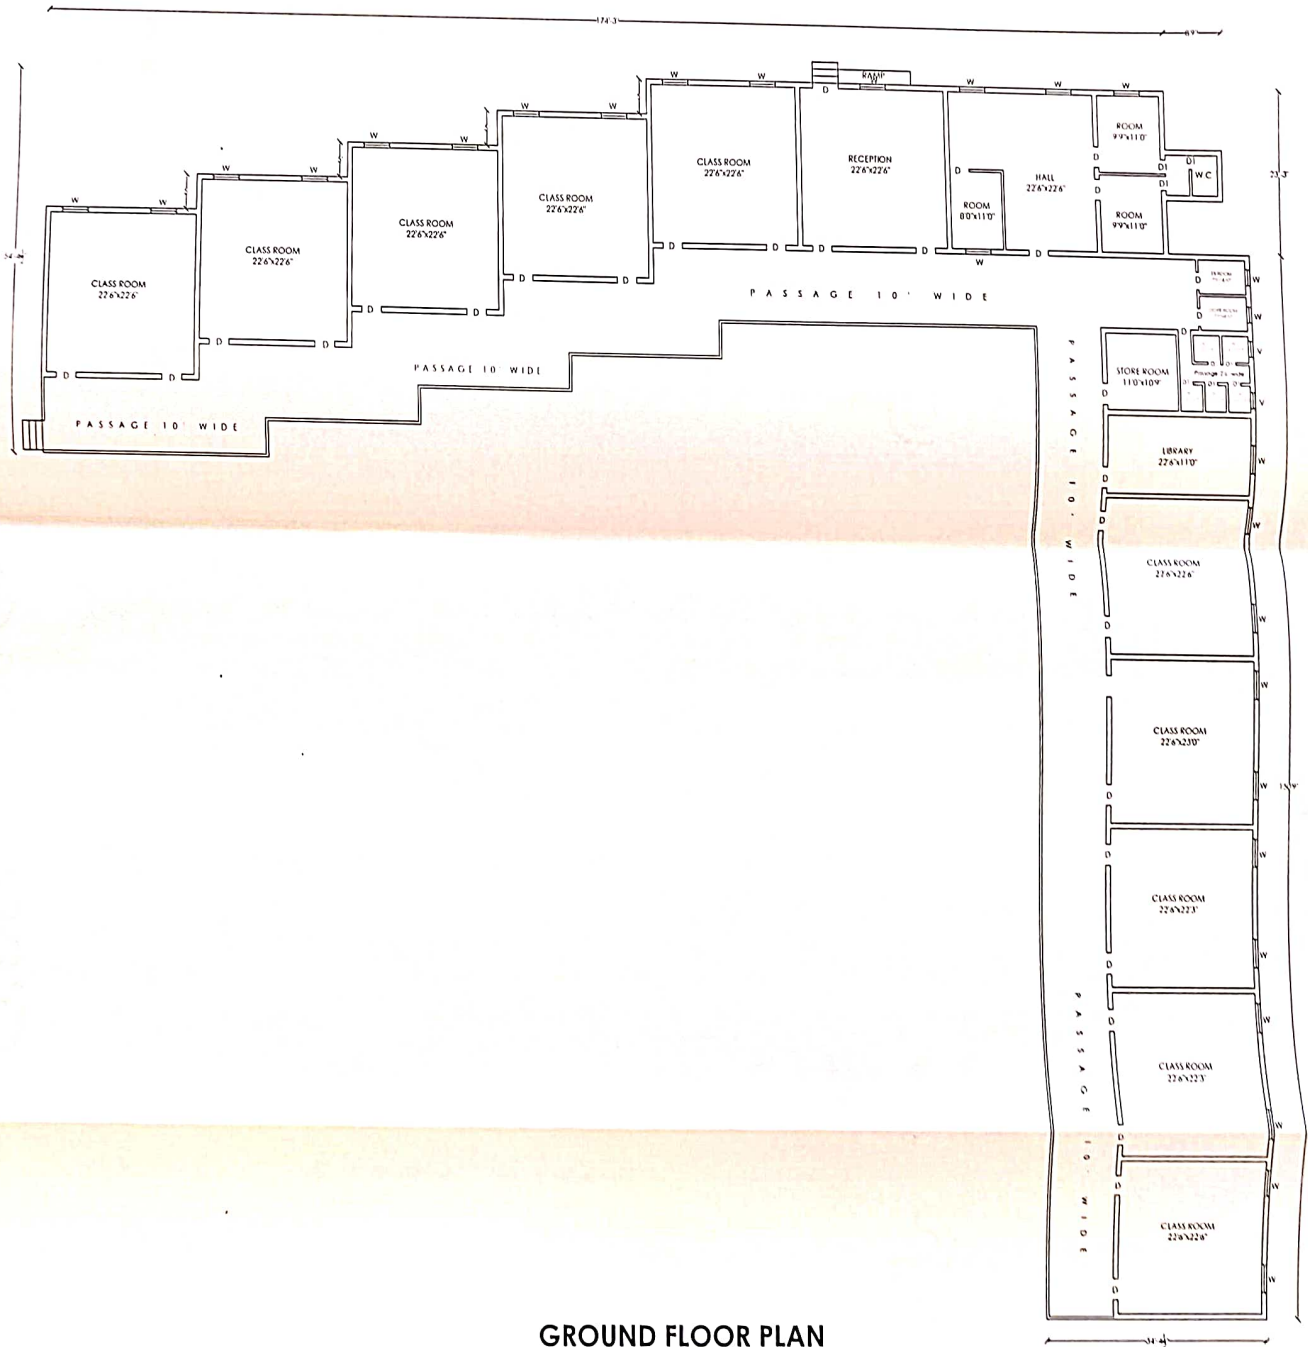 174'-3"
RAMP
W W W W W W
W W W W W W W
D
CLASS ROOM
22'6"x22'6"
CLASS ROOM
22'6"x22'6"
CLASS ROOM
22'6"x22'6"
CLASS ROOM
22'6"x22'6"
CLASS ROOM
22'6"x22'6"
RECEPTION
22'6"x22'6"
HALL
22'6"x22'6"
ROOM
8'0"x11'0"
ROOM
9'9"x11'0"
ROOM
9'9"x11'0"
D1
D1
D1
W C
23'-3"
D D D D D D D D D D D D D
W
PASSAGE 10' WIDE
PASSAGE 10' WIDE
PASSAGE 10' WIDE
PASSAGE 10' WIDE
STORE ROOM
11'0"x10'9"
LIBRARY
22'6"x11'0"
CLASS ROOM
22'6"x22'6"
CLASS ROOM
22'6"x23'0"
CLASS ROOM
22'6"x22'3"
CLASS ROOM
22'6"x22'3"
PASSAGE 10' WIDE
CLASS ROOM
22'6"x22'6"
GROUND FLOOR PLAN